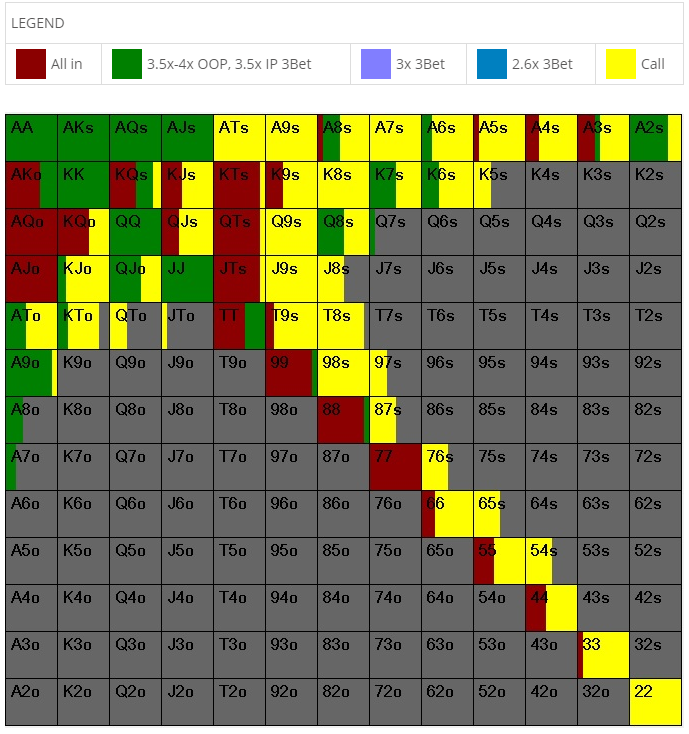 LEGEND
All in 3.5x-4x OOP, 3.5x IP 3Bet 3x 3Bet 2.6x 3Bet Call
AA AKs AQs AJs ATs A9s A8s A7s A6s A5s A4s A3s A2s
AKo KK KQs KJs KTs K9s K8s K7s K6s K5s K4s K3s K2s
AQo KQo QQ QJs QTs Q9s Q8s Q7s Q6s Q5s Q4s Q3s Q2s
AJo KJo QJo JJ JTs J9s J8s J7s J6s J5s J4s J3s J2s
ATo KTo QTo JTo TT T9s T8s T7s T6s T5s T4s T3s T2s
A9o K9o Q9o J9o T9o 99 98s 97s 96s 95s 94s 93s 92s
A8o K8o Q8o J8o T8o 98o 88 87s 86s 85s 84s 83s 82s
A7o K7o Q7o J7o T7o 97o 87o 77 76s 75s 74s 73s 72s
A6o K6o Q6o J6o T6o 96o 86o 76o 66 65s 64s 63s 62s
A5o K5o Q5o J5o T5o 95o 85o 75o 65o 55 54s 53s 52s
A4o K4o Q4o J4o T4o 94o 84o 74o 64o 54o 44 43s 42s
A3o K3o Q3o J3o T3o 93o 83o 73o 63o 53o 43o 33 32s
A2o K2o Q2o J2o T2o 92o 82o 72o 62o 52o 42o 32o 22